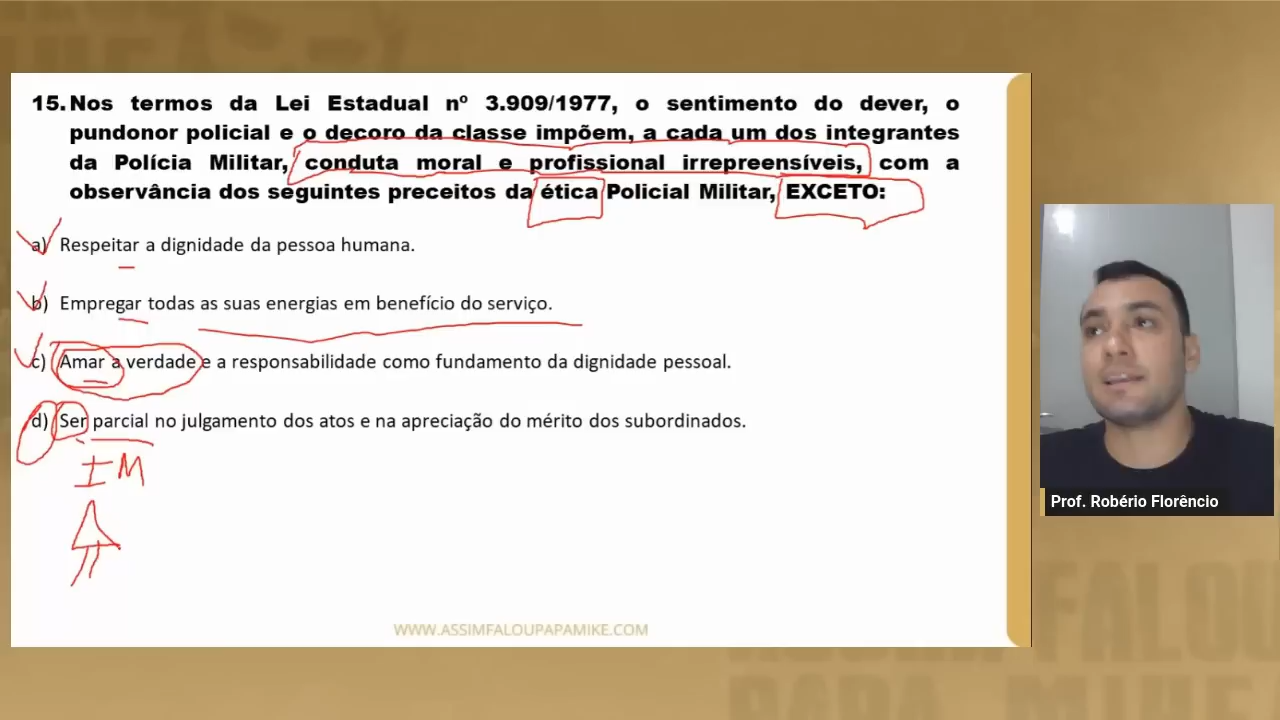 15. Nos termos da Lei Estadual nº 3.909/1977, o sentimento do dever, o
pundonor policial e o decoro da classe impõem, a cada um dos integrantes
da Polícia Militar, conduta moral e profissional irrepreensíveis, com a
observância dos seguintes preceitos da ética Policial Militar, EXCETO:
a) Respeitar a dignidade da pessoa humana.
b) Empregar todas as suas energias em benefício do serviço.
c) Amar a verdade e a responsabilidade como fundamento da dignidade pessoal.
d) Ser parcial no julgamento dos atos e na apreciação do mérito dos subordinados.
IM
Prof. Robério Florêncio
WWW.ASSIMFALOUPAPAMIKE.COM
FALOU
PAPA MIKE